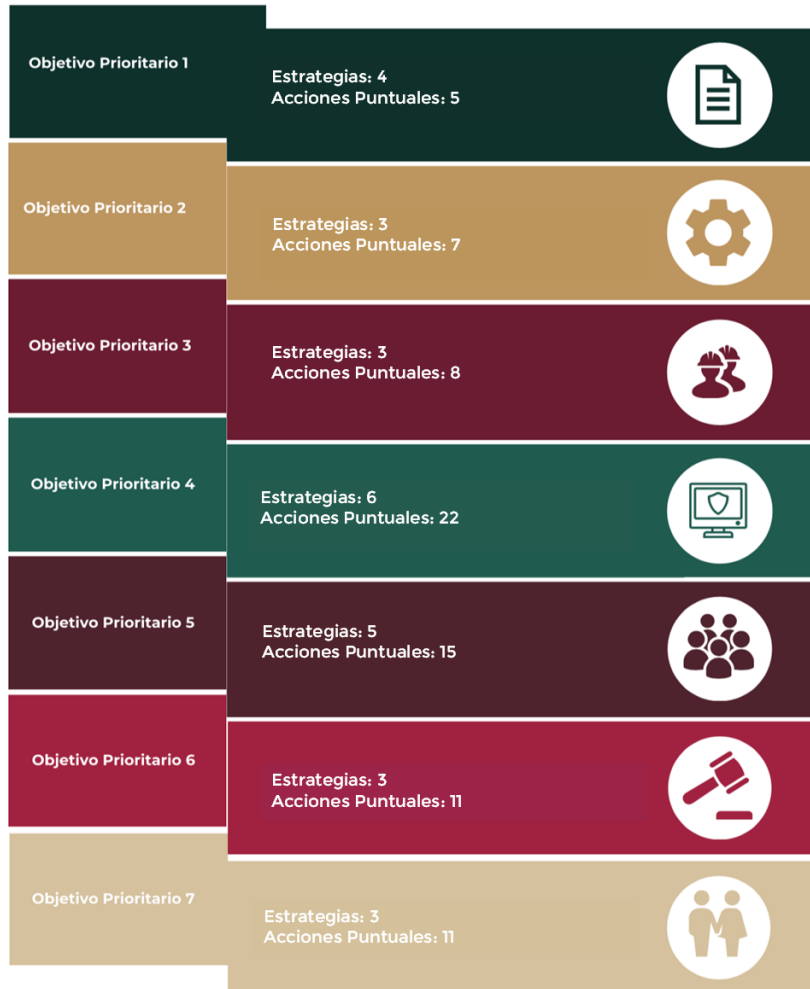 Objetivo Prioritario 1
Estrategias: 4
Acciones Puntuales: 5
Objetivo Prioritario 2
Estrategias: 3
Acciones Puntuales: 7
Objetivo Prioritario 3
Estrategias: 3
Acciones Puntuales: 8
Objetivo Prioritario 4
Estrategias: 6
Acciones Puntuales: 22
Objetivo Prioritario 5
Estrategias: 5
Acciones Puntuales: 15
Objetivo Prioritario 6
Estrategias: 3
Acciones Puntuales: 11
Objetivo Prioritario 7
Estrategias: 3
Acciones Puntuales: 11